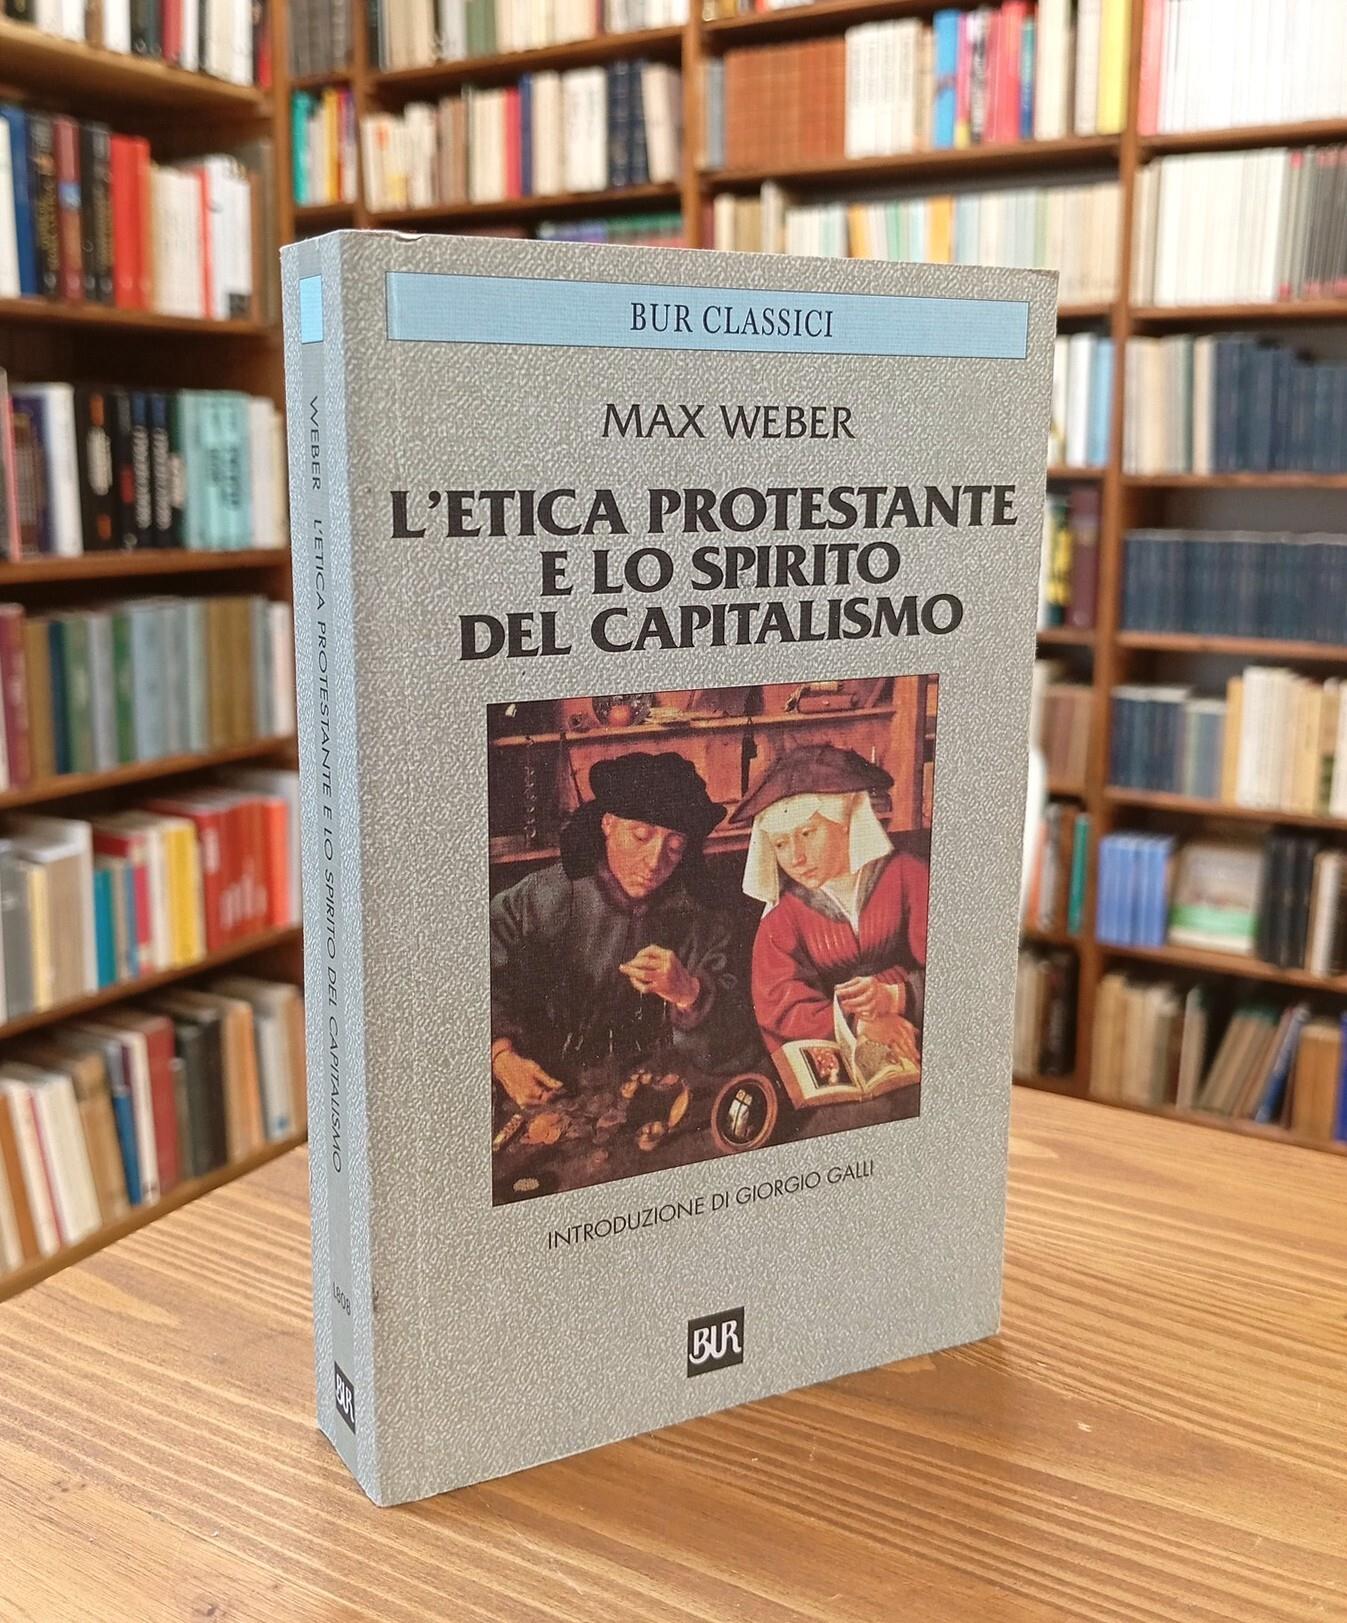 BUR CLASSICI
MAX WEBER
L'ETICA PROTESTANTE
E LO SPIRITO
DEL CAPITALISMO
INTRODUZIONE DI GIORGIO GALLI
BUR
WEBER L'ETICA PROTESTANTE E LO SPIRITO DEL CAPITALISMO
L808
BUR